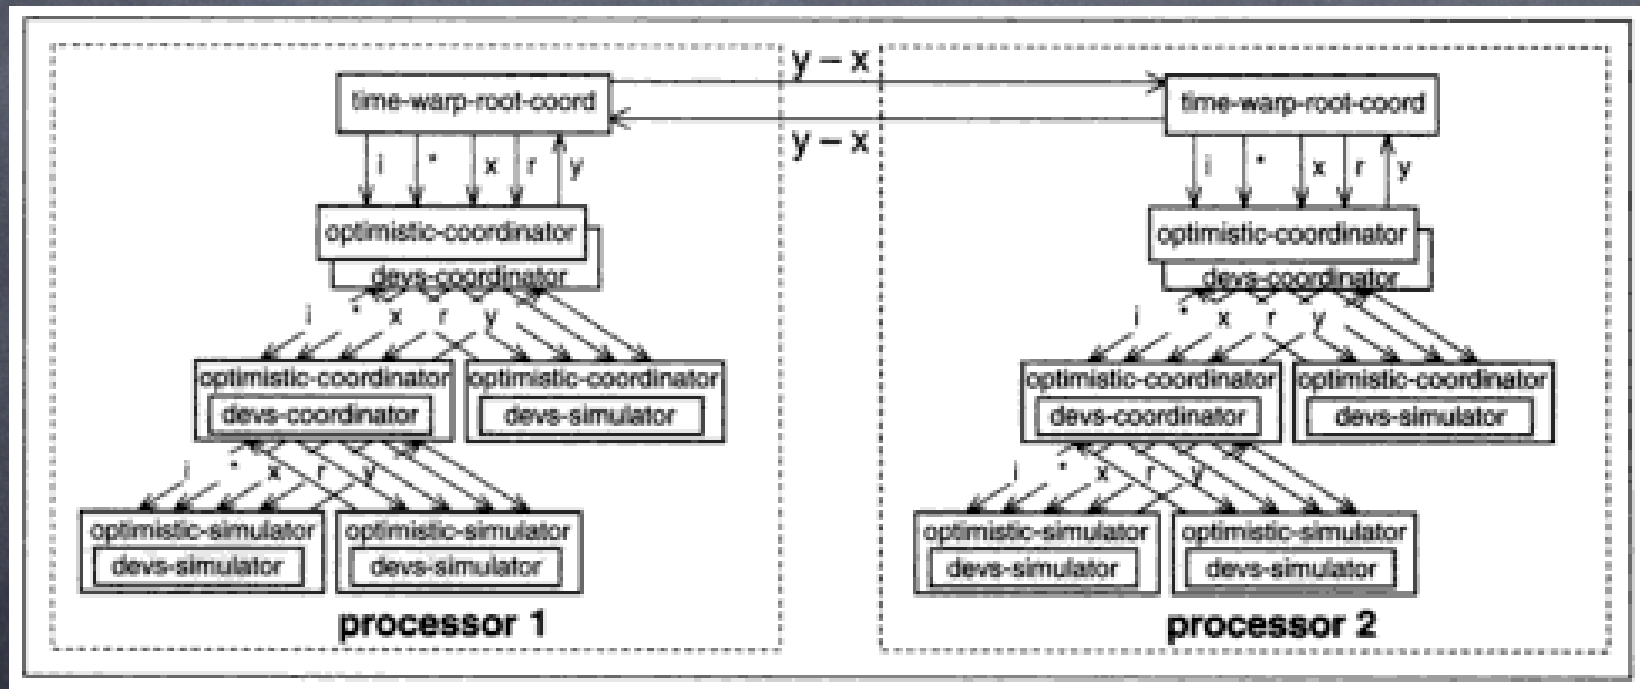 y – x
time-warp-root-coord
y – x
i * x r y
optimistic-coordinator
devs-coordinator
i * x r y
optimistic-coordinator optimistic-coordinator
devs-coordinator devs-simulator
i * x r y
optimistic-simulator optimistic-simulator
devs-simulator devs-simulator
processor 1
time-warp-root-coord
i * x r y
optimistic-coordinator
devs-coordinator
i * x r y
optimistic-coordinator optimistic-coordinator
devs-coordinator devs-simulator
i * x r y
optimistic-simulator optimistic-simulator
devs-simulator devs-simulator
processor 2